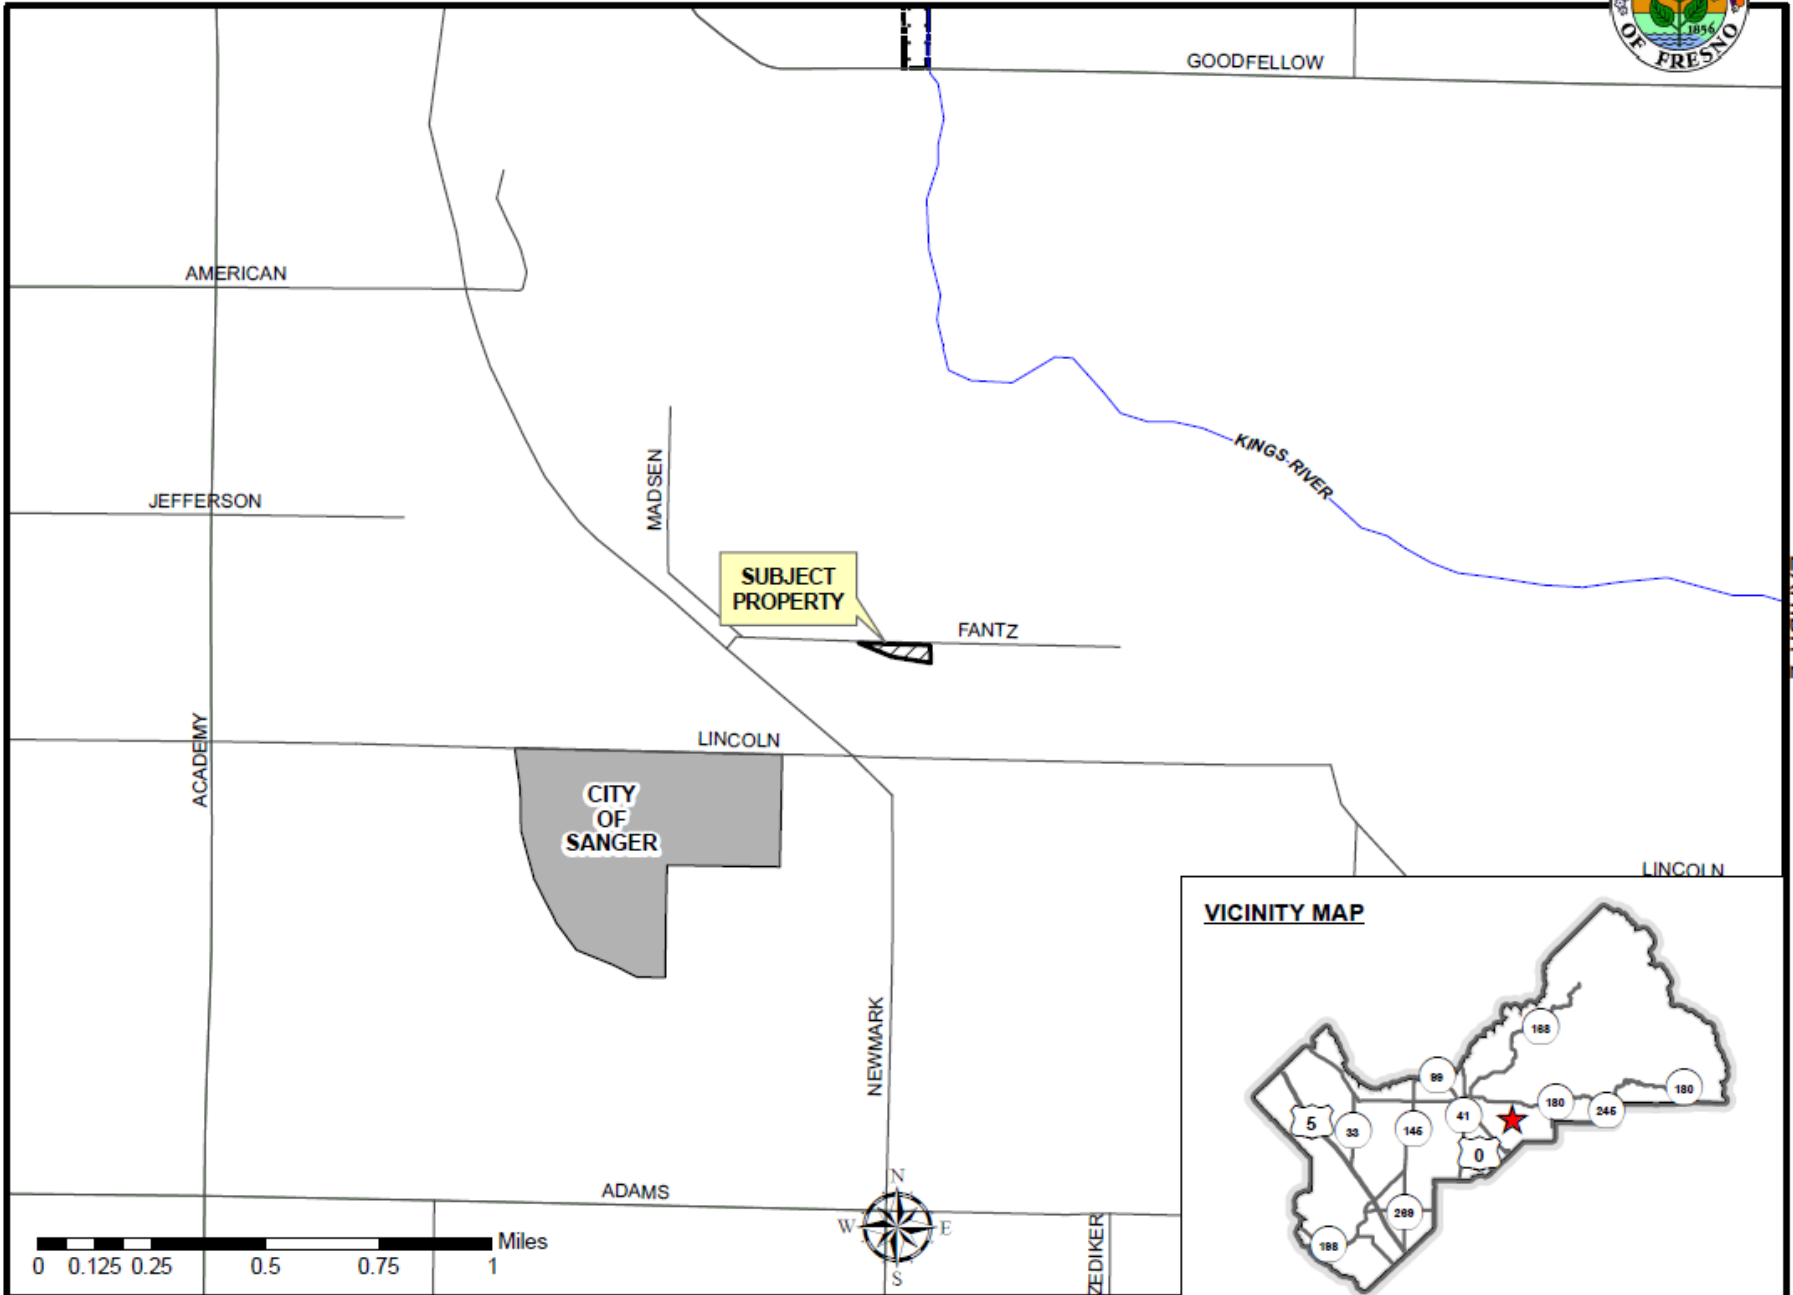 1856
OF FRESNO
GOODFELLOW
AMERICAN
MADSEN
KINGS RIVER
JEFFERSON
SUBJECT
PROPERTY
FANTZ
ACADEMY
LINCOLN
CITY
OF
SANGER
LINCOLN
VICINITY MAP
168
99
180
180
245
41
5
33
145
0
269
198
NEWMARK
ADAMS
ZEDIKER
N
W
E
S
Miles
0 0.125 0.25 0.5 0.75 1